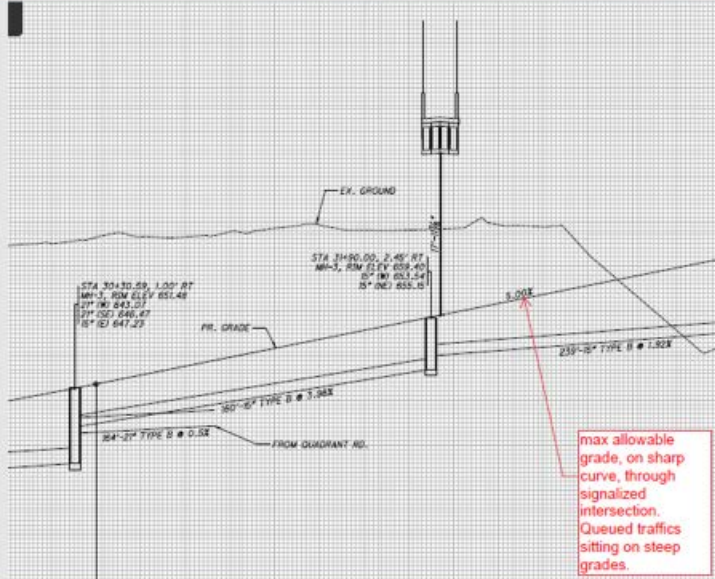 EX. GROUND
STA 31+90.00, 2.45' RT
MH-3, RIM ELEV 659.40
15" (W) 653.54
15" (NE) 655.15
STA 30+30.69, 1.00' RT
MH-3, RIM ELEV 651.48
21" (W) 643.07
21" (SE) 646.47
15" (E) 647.23
5.00%
PR. GRADE
239'-15" TYPE B @ 1.92%
160'-15" TYPE B @ 3.98%
164'-21" TYPE B @ 0.5%
FROM QUADRANT RD.
max allowable
grade, on sharp
curve, through
signalized
intersection.
Queued traffics
sitting on steep
grades.